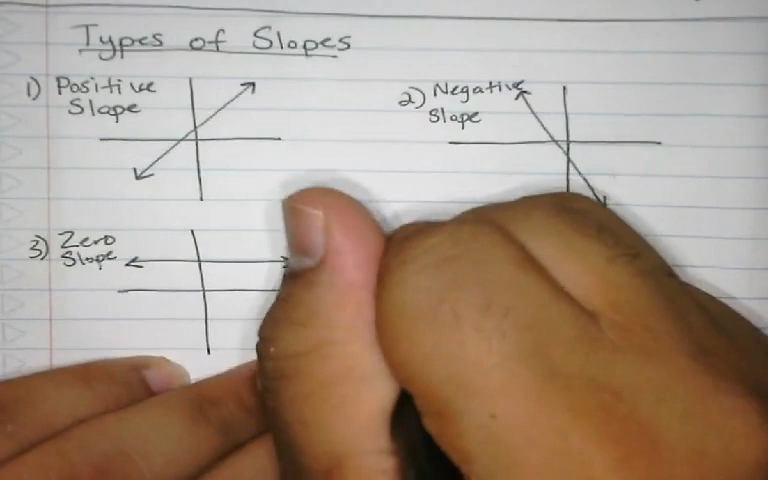 Types of Slopes
1) Positive
Slope
2) Negative
Slope
3) Zero
Slope